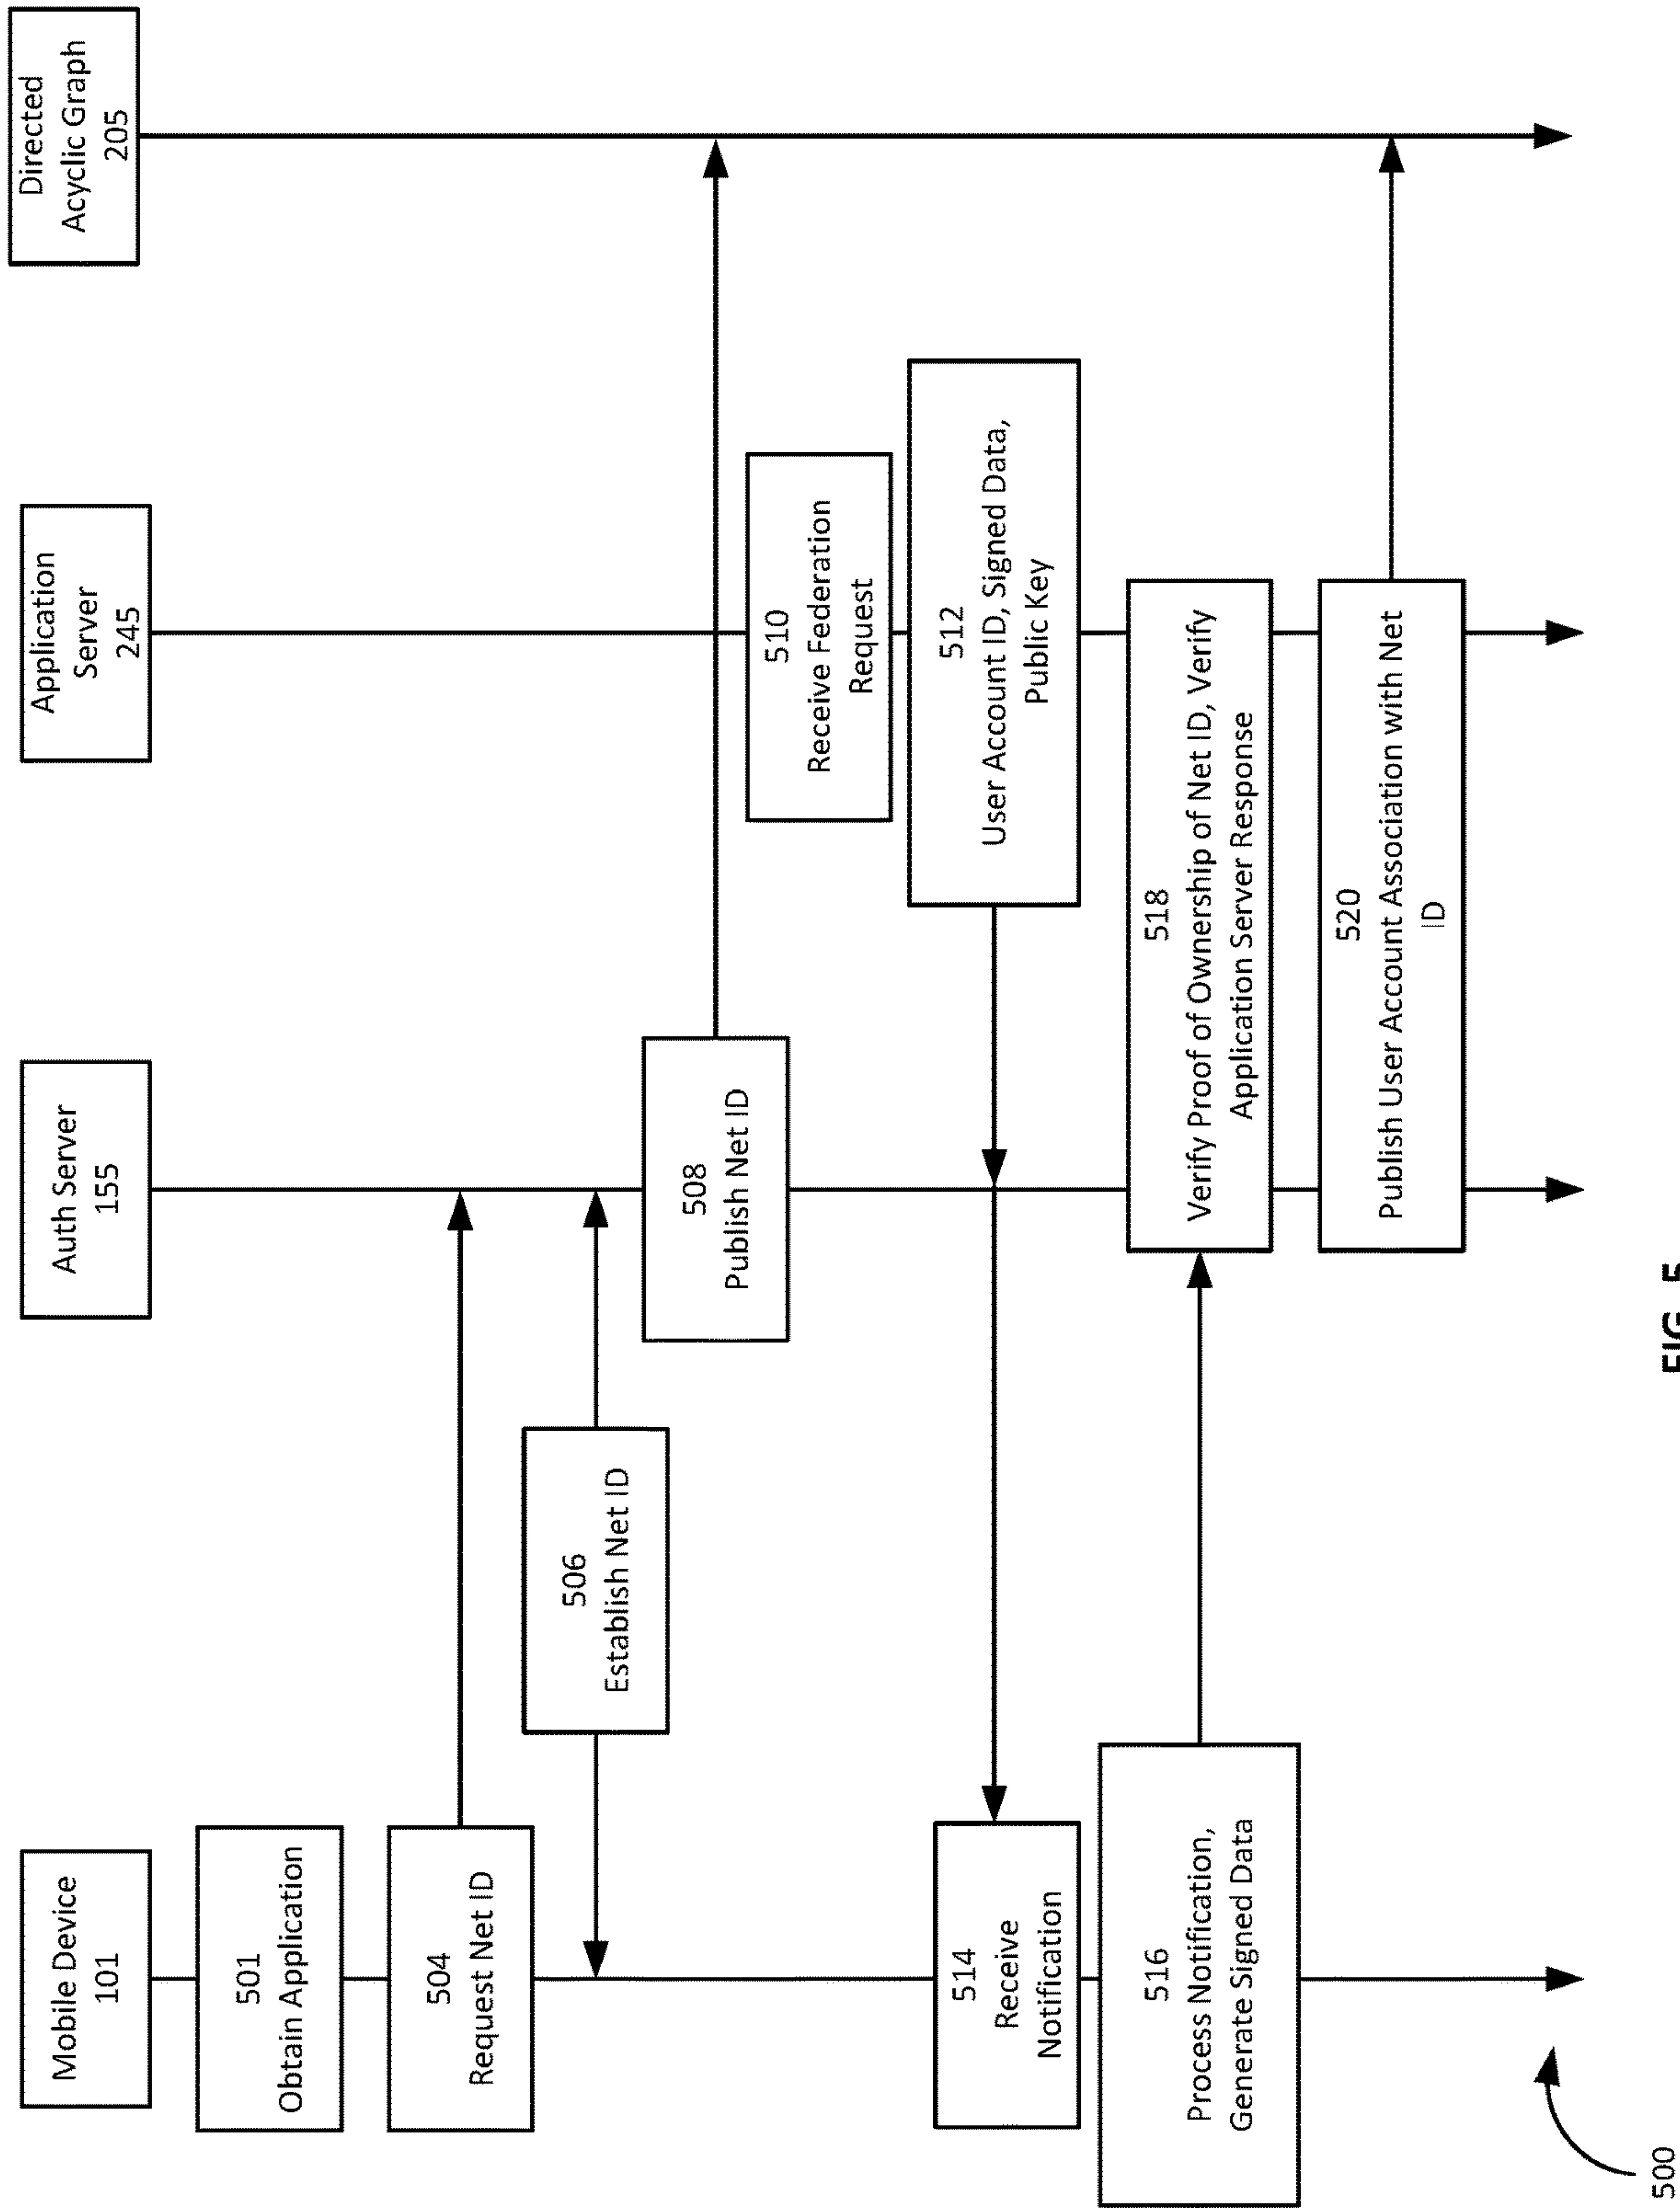 Mobile Device
101
Auth Server
155
Application
Server
245
Directed
Acyclic Graph
205
501
Obtain Application
504
Request Net ID
506
Establish Net ID
508
Publish Net ID
510
Receive Federation
Request
512
User Account ID, Signed Data,
Public Key
514
Receive
Notification
516
Process Notification,
Generate Signed Data
518
Verify Proof of Ownership of Net ID, Verify
Application Server Response
520
Publish User Account Association with Net
ID
500
FIG. 5